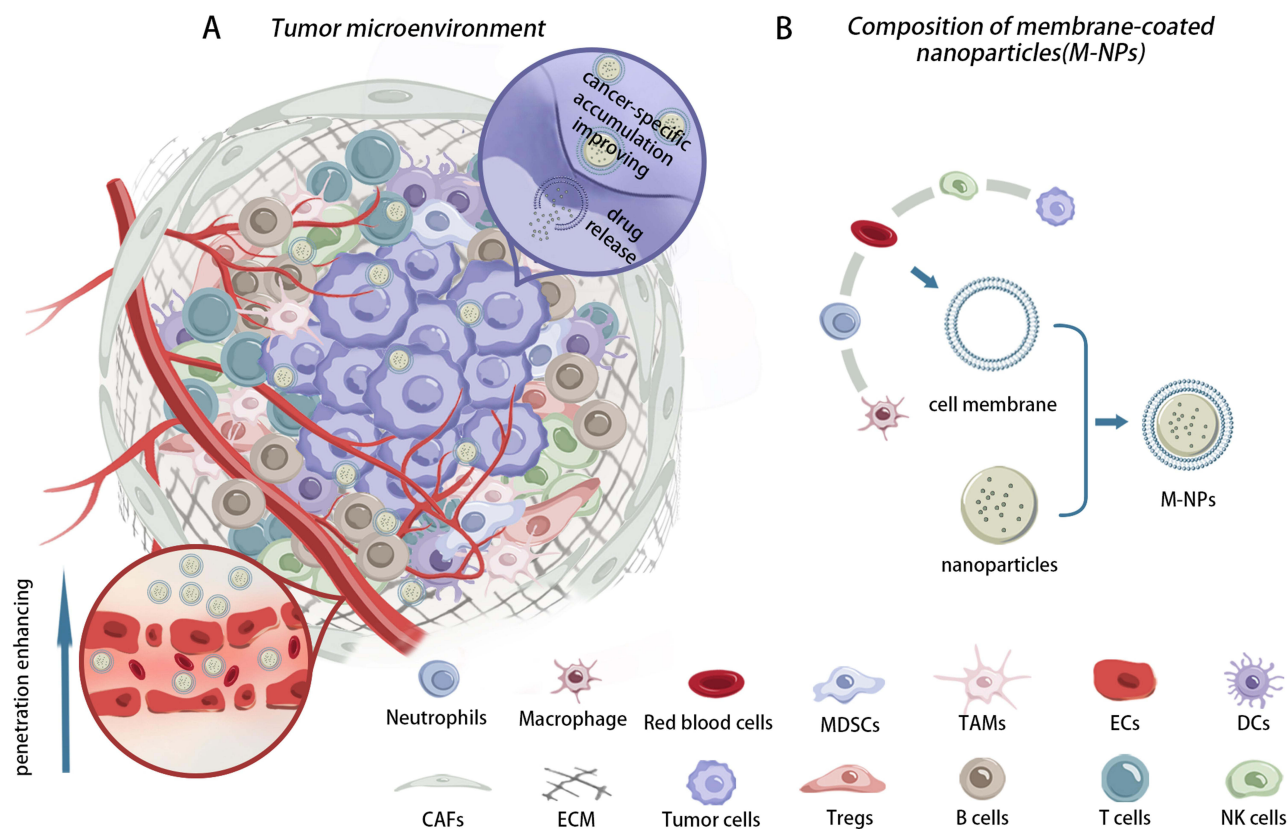 A
Tumor microenvironment
cancer-specific
accumulation
improving
drug
release
penetration enhancing
B
Composition of membrane-coated
nanoparticles(M-NPs)
cell membrane
nanoparticles
M-NPs
Neutrophils
Macrophage
Red blood cells
MDSCs
TAMs
ECs
DCs
CAFs
ECM
Tumor cells
Tregs
B cells
T cells
NK cells